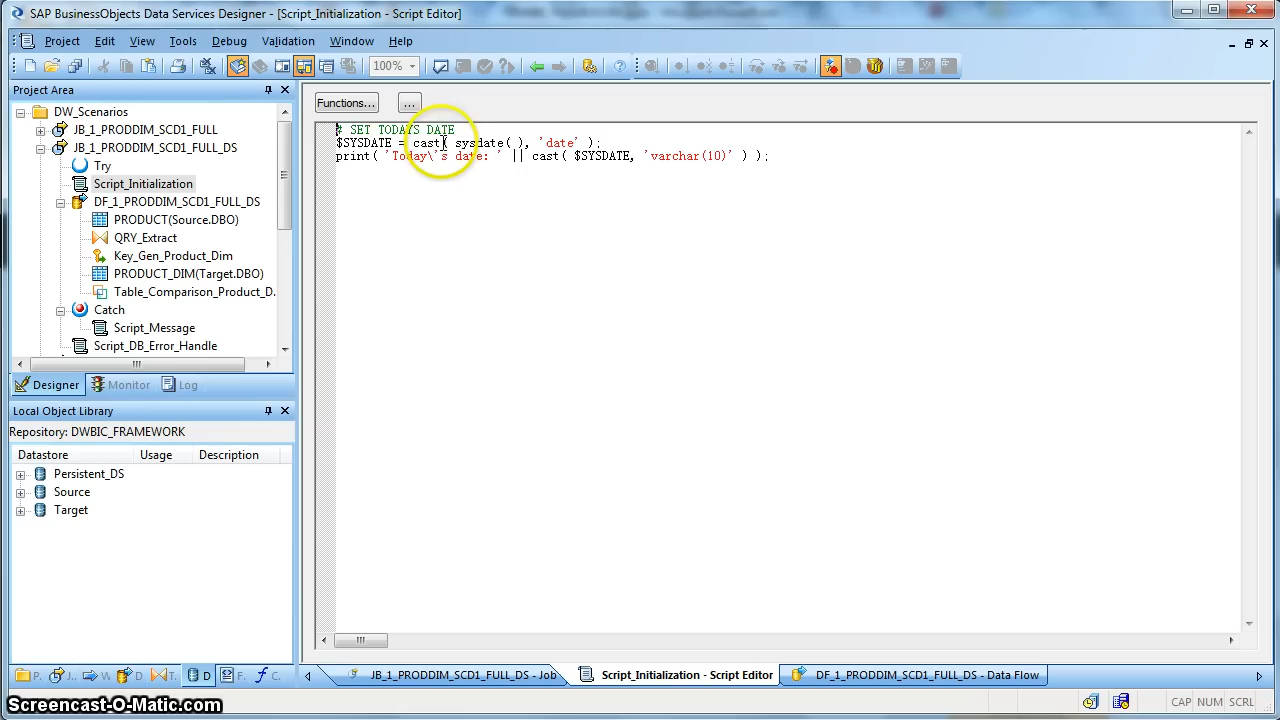 SAP BusinessObjects Data Services Designer - [Script_Initialization - Script Editor]
Project Edit View Tools Debug Validation Window Help
100%
Project Area
DW_Scenarios
JB_1_PRODDIM_SCD1_FULL
JB_1_PRODDIM_SCD1_FULL_DS
Try
Script_Initialization
DF_1_PRODDIM_SCD1_FULL_DS
PRODUCT(Source.DBO)
QRY_Extract
Key_Gen_Product_Dim
PRODUCT_DIM(Target.DBO)
Table_Comparison_Product_D.
Catch
Script_Message
Script_DB_Error_Handle
Designer Monitor Log
Local Object Library
Repository: DWBIC_FRAMEWORK
Datastore Usage Description
Persistent_DS
Source
Target
P. J.. W D T. D F. C.
Functions... ...
# SET TODAYS DATE
$SYSDATE = cast( sysdate( ), 'date' );
print( 'Today\'s date: ' || cast( $SYSDATE, 'varchar(10)' ) );
JB_1_PRODDIM_SCD1_FULL_DS - Job Script_Initialization - Script Editor DF_1_PRODDIM_SCD1_FULL_DS - Data Flow
CAP NUM SCRL
Screencast-O-Matic.com